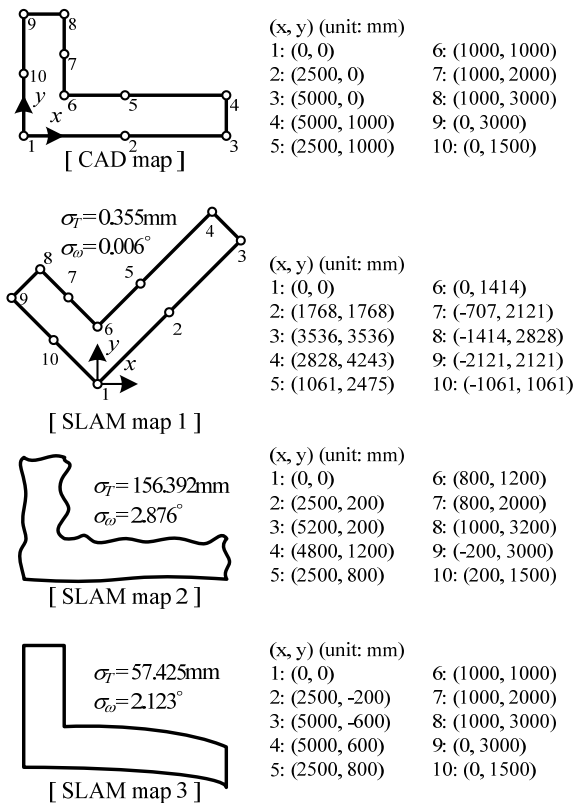 9 8
10 7
y
x 6 5 4
1 2 3
[ CAD map ]
(x, y) (unit: mm)
1: (0, 0) 6: (1000, 1000)
2: (2500, 0) 7: (1000, 2000)
3: (5000, 0) 8: (1000, 3000)
4: (5000, 1000) 9: (0, 3000)
5: (2500, 1000) 10: (0, 1500)
σT=0.355mm
σω=0.006°
4
8 3
5
7
9 2
6
10 y
x
1
[ SLAM map 1 ]
(x, y) (unit: mm)
1: (0, 0) 6: (0, 1414)
2: (1768, 1768) 7: (-707, 2121)
3: (3536, 3536) 8: (-1414, 2828)
4: (2828, 4243) 9: (-2121, 2121)
5: (1061, 2475) 10: (-1061, 1061)
σT=156.392mm
σω=2.876°
[ SLAM map 2 ]
(x, y) (unit: mm)
1: (0, 0) 6: (800, 1200)
2: (2500, 200) 7: (800, 2000)
3: (5200, 200) 8: (1000, 3200)
4: (4800, 1200) 9: (-200, 3000)
5: (2500, 800) 10: (200, 1500)
σT=57.425mm
σω=2.123°
[ SLAM map 3 ]
(x, y) (unit: mm)
1: (0, 0) 6: (1000, 1000)
2: (2500, -200) 7: (1000, 2000)
3: (5000, -600) 8: (1000, 3000)
4: (5000, 600) 9: (0, 3000)
5: (2500, 800) 10: (0, 1500)